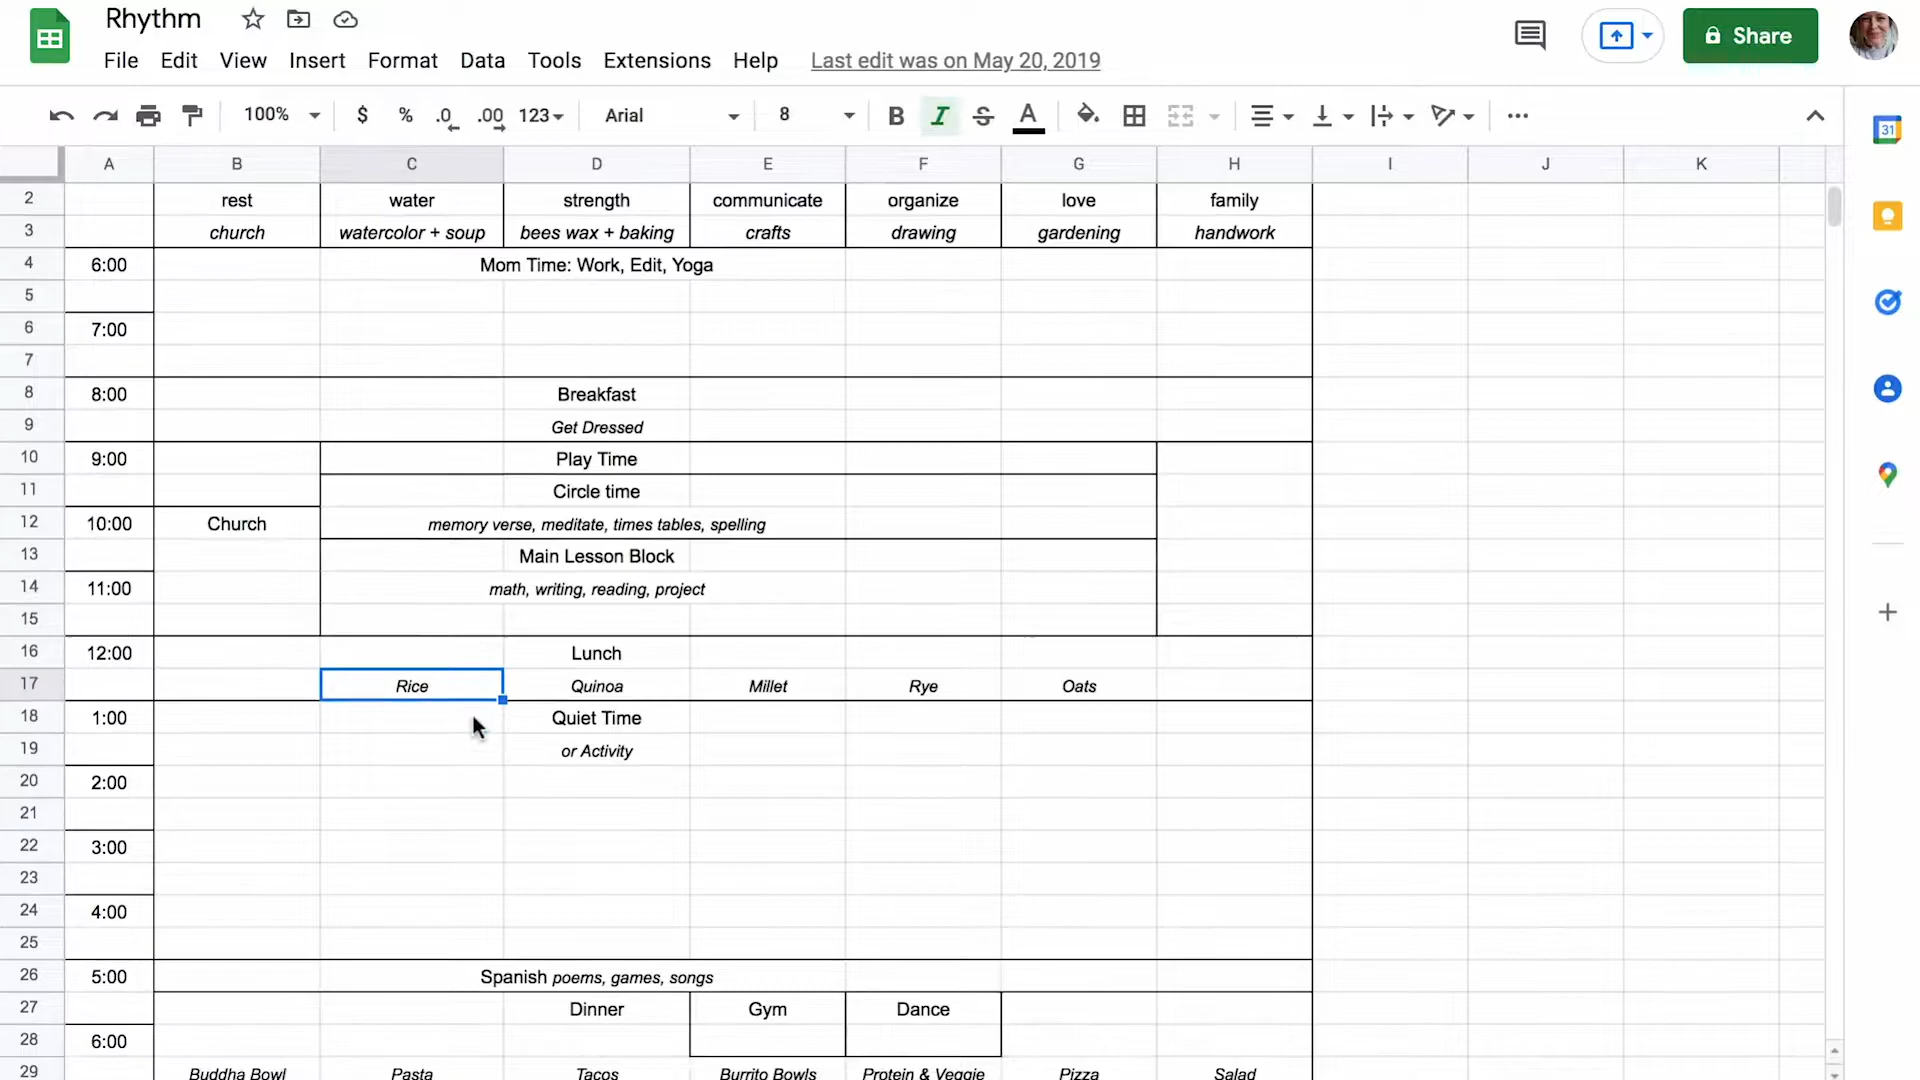 Rhythm
File Edit View Insert Format Data Tools Extensions Help Last edit was on May 20, 2019
Share
100% $ % .0 .00 123 Arial 8 B I S A
31
A B C D E F G H I J K
2 rest water strength communicate organize love family
3 church watercolor + soup bees wax + baking crafts drawing gardening handwork
4 6:00 Mom Time: Work, Edit, Yoga
5
6 7:00
7
8 8:00 Breakfast
9 Get Dressed
10 9:00 Play Time
11 Circle time
12 10:00 Church memory verse, meditate, times tables, spelling
13 Main Lesson Block
14 11:00 math, writing, reading, project
15
16 12:00 Lunch
17 Rice Quinoa Millet Rye Oats
18 1:00 Quiet Time
19 or Activity
20 2:00
21
22 3:00
23
24 4:00
25
26 5:00 Spanish poems, games, songs
27 Dinner Gym Dance
28 6:00
29 Buddha Bowl Pasta Tacos Burrito Bowls Protein & Veggie Pizza Salad